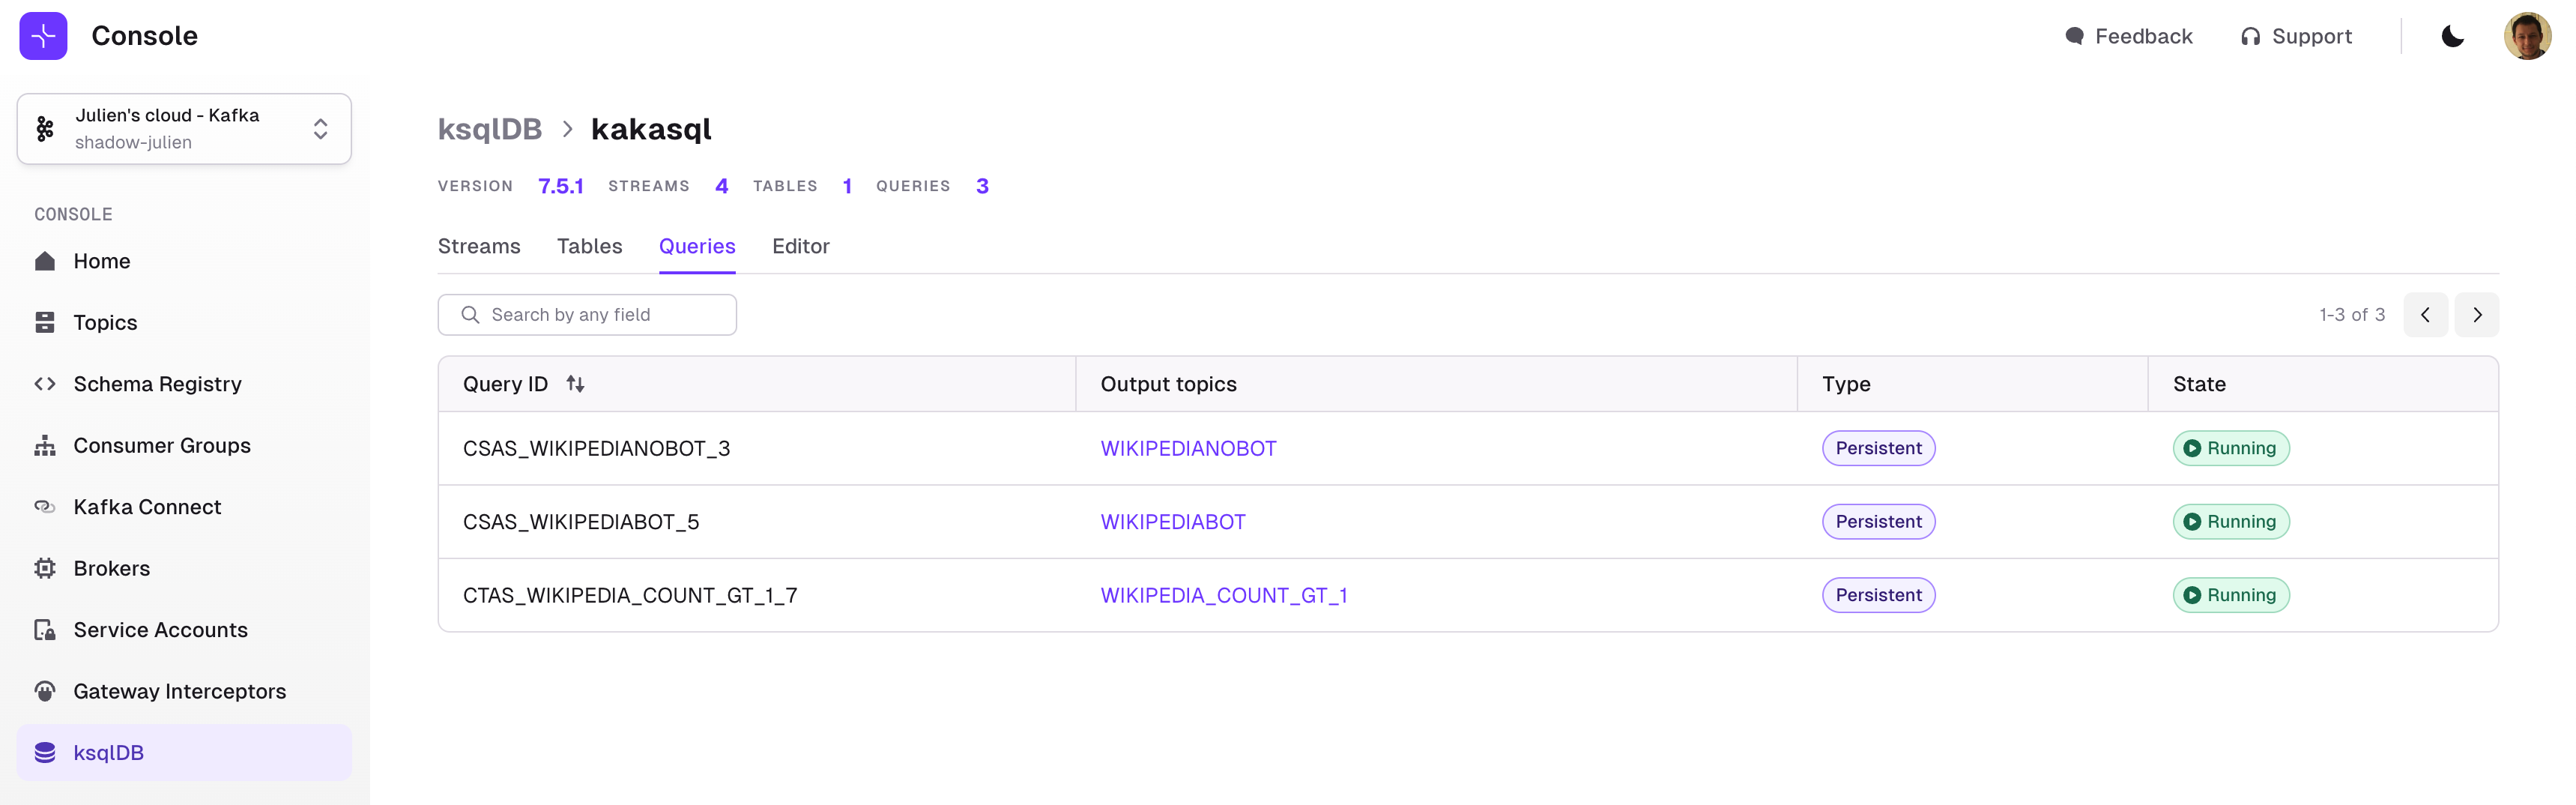 Console
Feedback
Support
Julien's cloud - Kafka
shadow-julien
CONSOLE
Home
Topics
Schema Registry
Consumer Groups
Kafka Connect
Brokers
Service Accounts
Gateway Interceptors
ksqlDB
ksqlDB > kakasql
VERSION 7.5.1 STREAMS 4 TABLES 1 QUERIES 3
Streams Tables Queries Editor
Search by any field
1-3 of 3
Query ID Output topics Type State
CSAS_WIKIPEDIANOBOT_3 WIKIPEDIANOBOT Persistent Running
CSAS_WIKIPEDIABOT_5 WIKIPEDIABOT Persistent Running
CTAS_WIKIPEDIA_COUNT_GT_1_7 WIKIPEDIA_COUNT_GT_1 Persistent Running